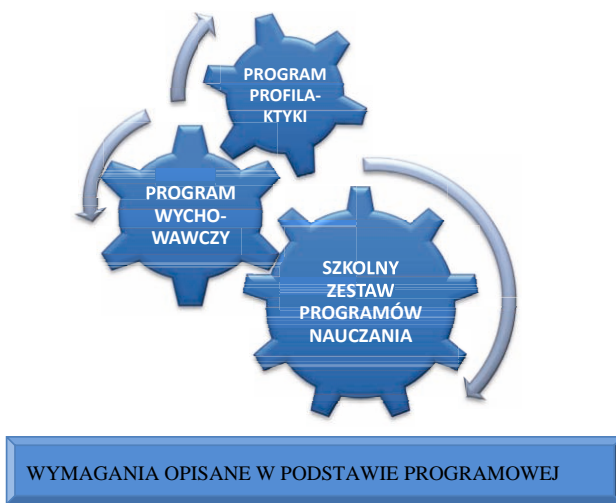 PROGRAM
PROFILA-
KTYKI
PROGRAM
WYCHO-
WAWCZY
SZKOLNY
ZESTAW
PROGRAMÓW
NAUCZANIA
WYMAGANIA OPISANE W PODSTAWIE PROGRAMOWEJ